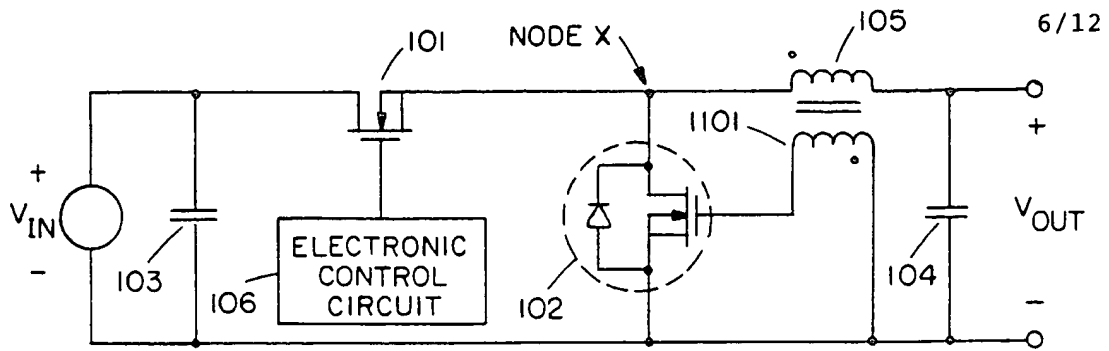 6/12
101
NODE X
105
1101
+
V_IN
-
103
106
ELECTRONIC
CONTROL
CIRCUIT
102
104
+
V_OUT
-